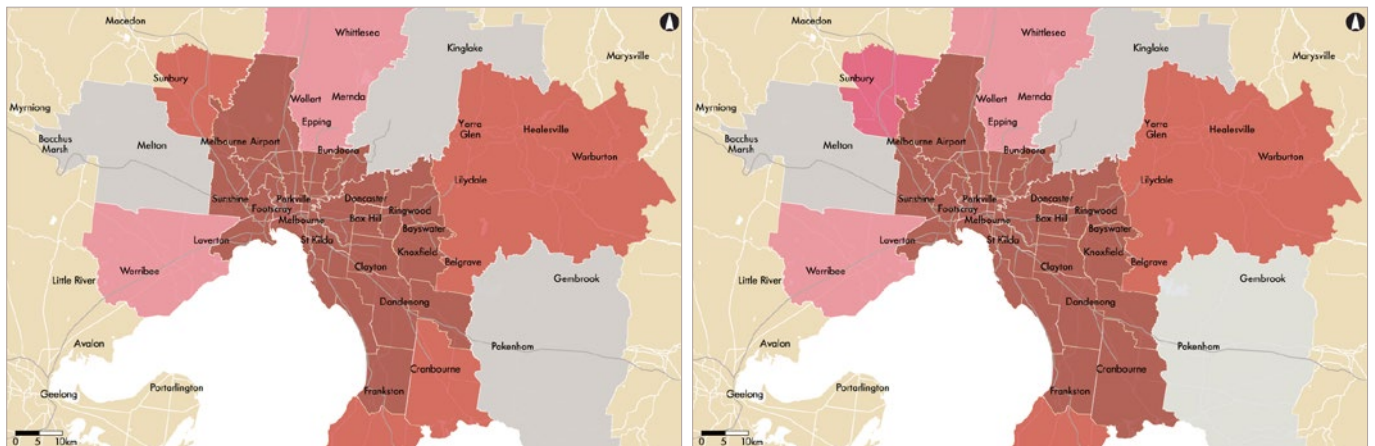 Macedon
Whittlesea
Kinglake
Marysville
Sunbury
Wollert
Mernda
Myrniong
Epping
Yarra
Glen
Healesville
Bacchus
Marsh
Melton
Melbourne Airport
Bundoora
Warburton
Lilydale
Sunshine
Parkville
Doncaster
Footscray
Ringwood
Melbourne
Box Hill
Bayswater
Laverton
St Kilda
Knoxfield
Werribee
Clayton
Belgrave
Little River
Gembrook
Dandenong
Avalon
Pakenham
Cranbourne
Geelong
Portarlington
Frankston
0 5 10km
Macedon
Whittlesea
Kinglake
Marysville
Sunbury
Wollert
Mernda
Myrniong
Epping
Yarra
Glen
Healesville
Bacchus
Marsh
Melton
Melbourne Airport
Bundoora
Warburton
Lilydale
Sunshine
Parkville
Doncaster
Footscray
Ringwood
Melbourne
Box Hill
Bayswater
Laverton
St Kilda
Knoxfield
Werribee
Clayton
Belgrave
Little River
Gembrook
Dandenong
Avalon
Pakenham
Cranbourne
Geelong
Portarlington
Frankston
0 5 10km